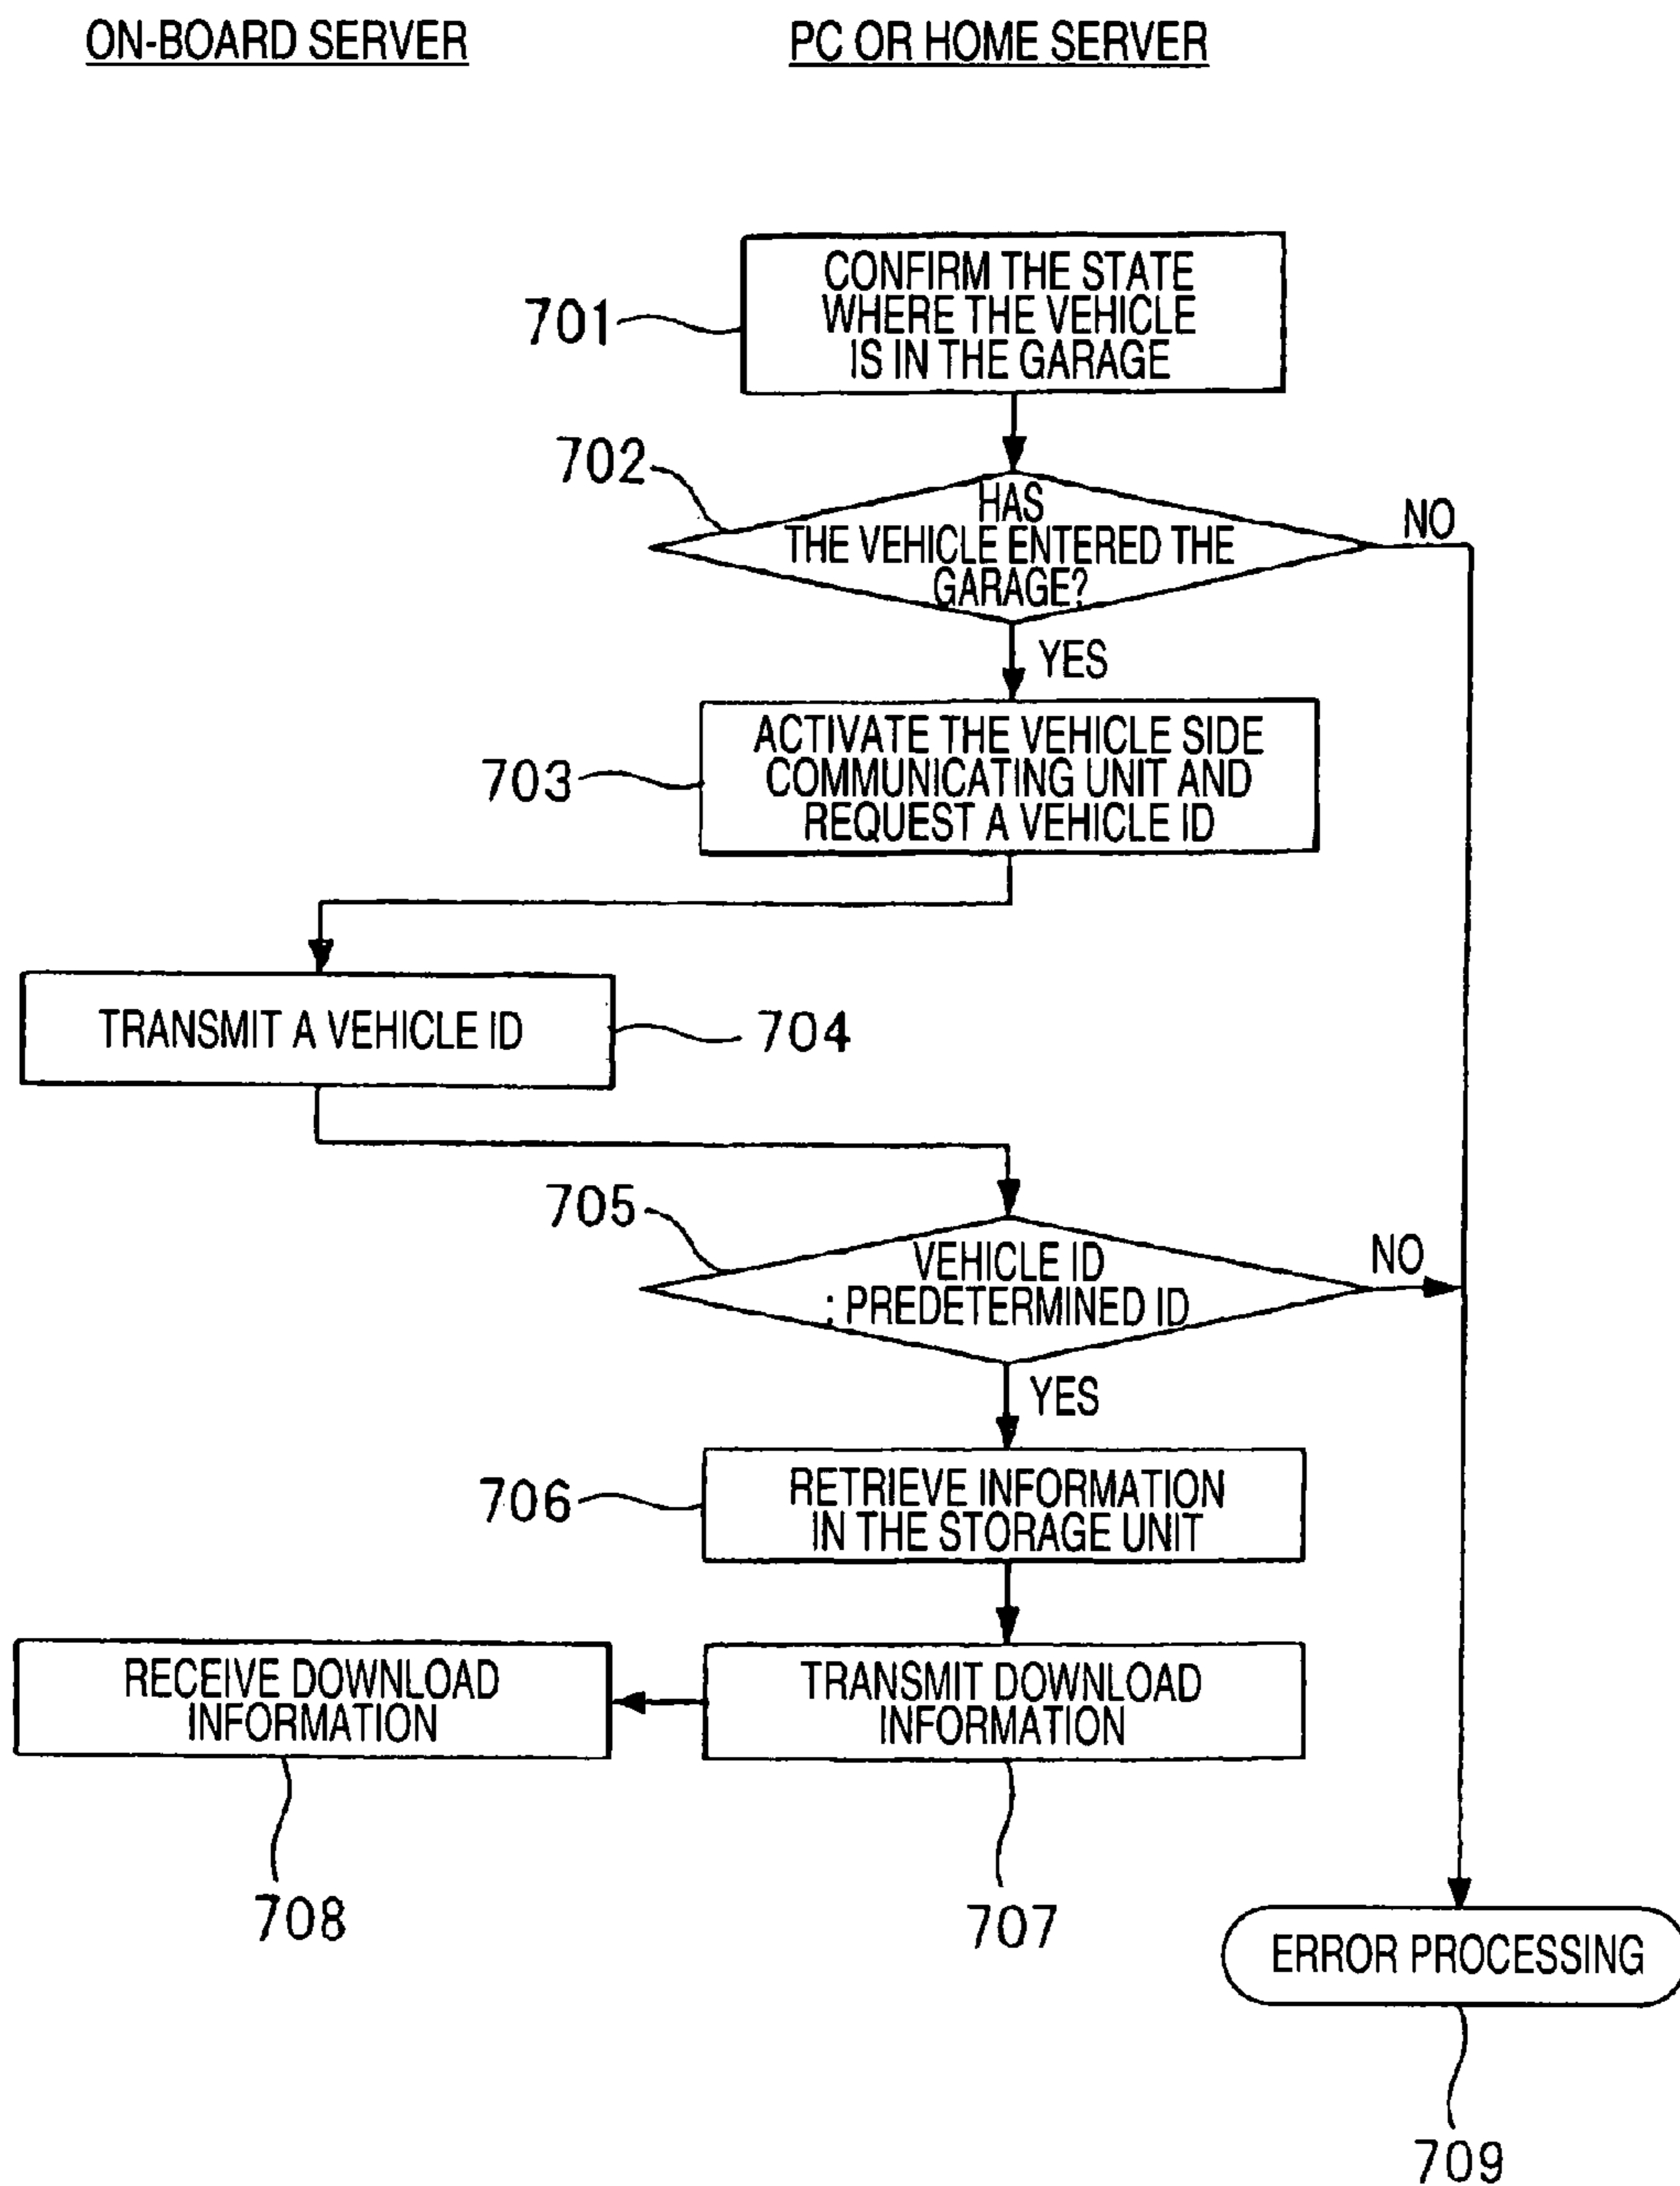 ON-BOARD SERVER
PC OR HOME SERVER
CONFIRM THE STATE
WHERE THE VEHICLE
IS IN THE GARAGE
701
702
HAS
THE VEHICLE ENTERED THE
GARAGE?
NO
YES
ACTIVATE THE VEHICLE SIDE
COMMUNICATING UNIT AND
REQUEST A VEHICLE ID
703
TRANSMIT A VEHICLE ID
704
705
VEHICLE ID
: PREDETERMINED ID
NO
YES
RETRIEVE INFORMATION
IN THE STORAGE UNIT
706
RECEIVE DOWNLOAD
INFORMATION
TRANSMIT DOWNLOAD
INFORMATION
708
707
ERROR PROCESSING
709